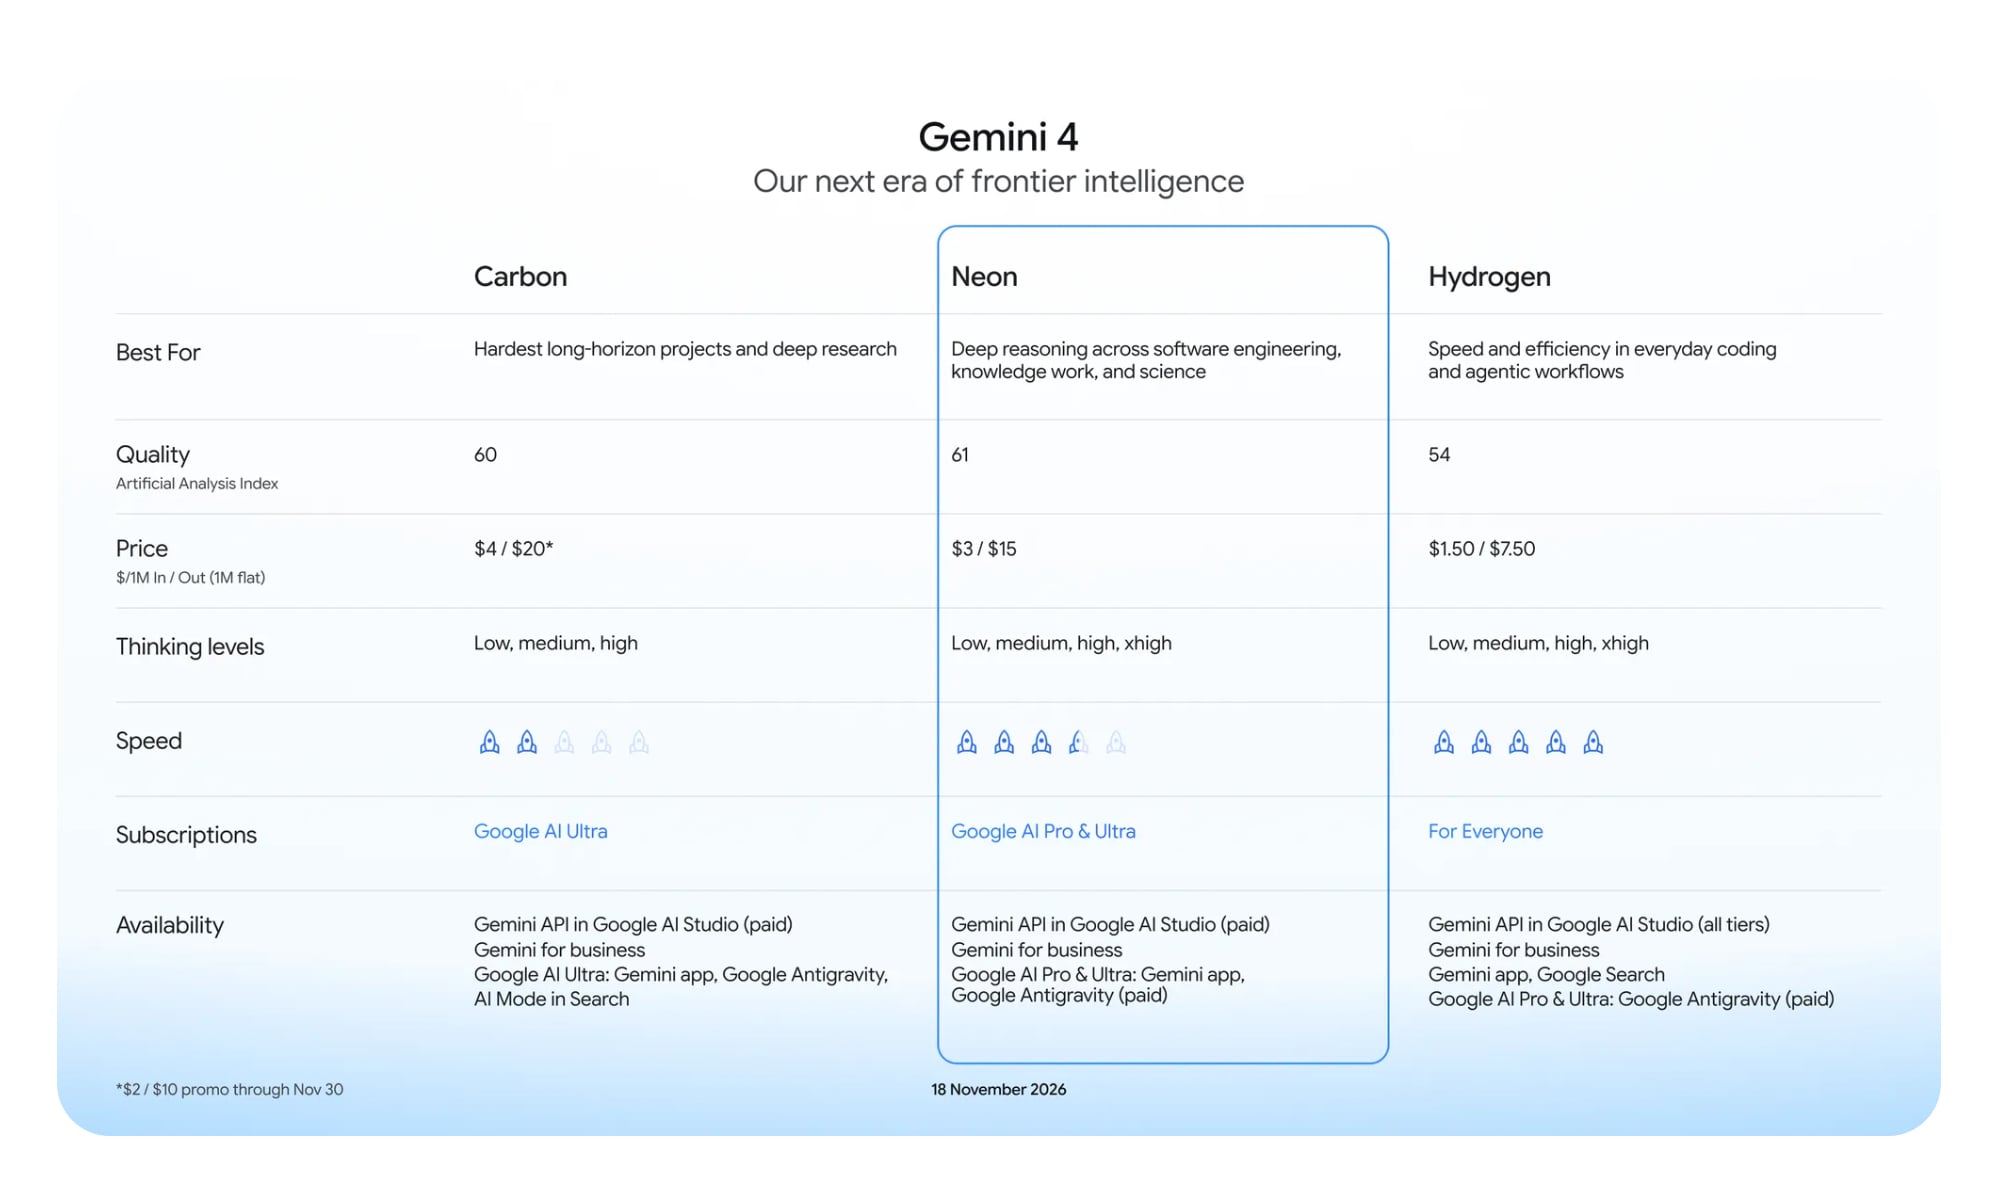 Gemini 4
Our next era of frontier intelligence
Carbon
Neon
Hydrogen
Best For
Hardest long-horizon projects and deep research
Deep reasoning across software engineering,
knowledge work, and science
Speed and efficiency in everyday coding
and agentic workflows
Quality
Artificial Analysis Index
60
61
54
Price
$/1M In / Out (1M flat)
$4 / $20*
$3 / $15
$1.50 / $7.50
Thinking levels
Low, medium, high
Low, medium, high, xhigh
Low, medium, high, xhigh
Speed
Subscriptions
Google AI Ultra
Google AI Pro & Ultra
For Everyone
Availability
Gemini API in Google AI Studio (paid)
Gemini for business
Google AI Ultra: Gemini app, Google Antigravity,
AI Mode in Search
Gemini API in Google AI Studio (paid)
Gemini for business
Google AI Pro & Ultra: Gemini app,
Google Antigravity (paid)
Gemini API in Google AI Studio (all tiers)
Gemini for business
Gemini app, Google Search
Google AI Pro & Ultra: Google Antigravity (paid)
*$2 / $10 promo through Nov 30
18 November 2026